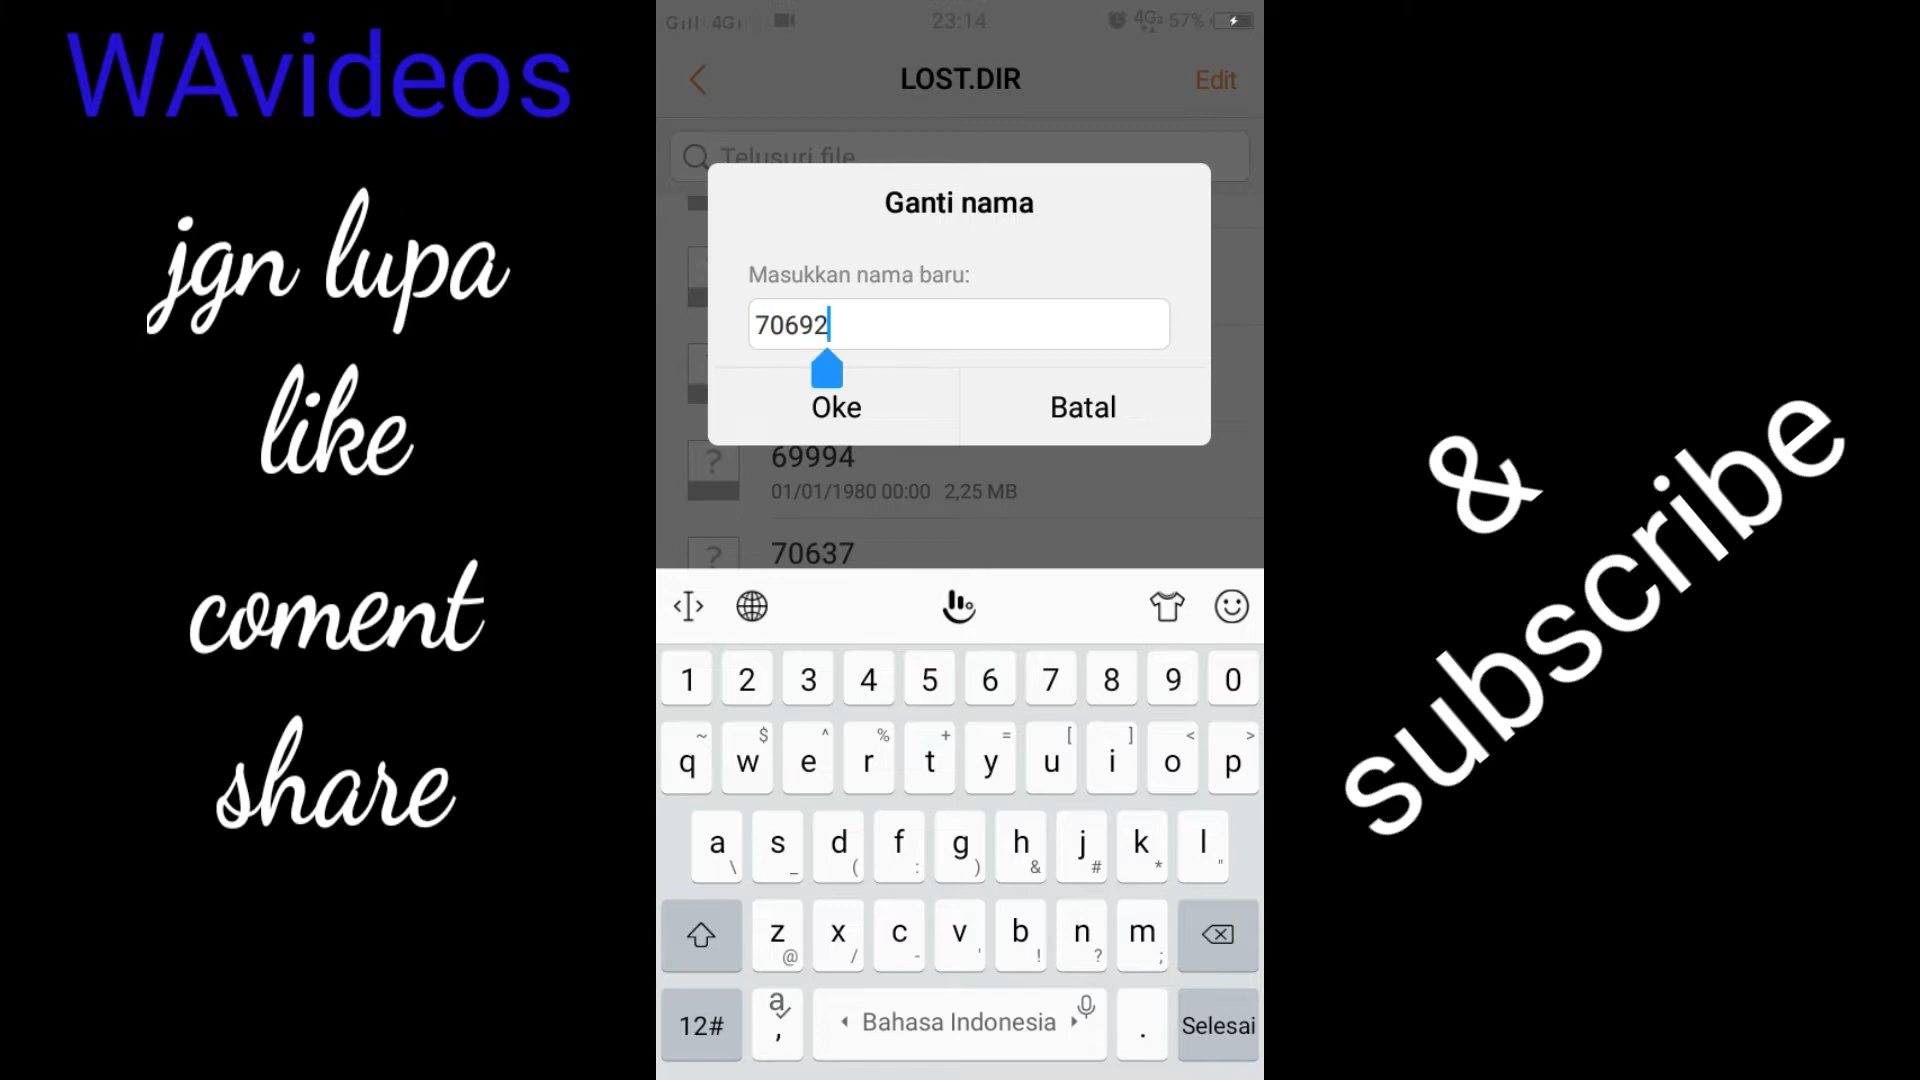 WAvideos
jgn lupa
like
coment
share
4G 23:14 4G2 57%
LOST.DIR Edit
Telusuri file
Ganti nama
Masukkan nama baru:
70692
Oke Batal
69994
01/01/1980 00:00 2,25 MB
70637
1 2 3 4 5 6 7 8 9 0
~ $ ^ % + = [ ] < >
q w e r t y u i o p
a s d f g h j k l
\ _ ( : ) & # * "
z x c v b n m
@ / - ' ! ? ;
12# a , Bahasa Indonesia . Selesai
&
subscribe